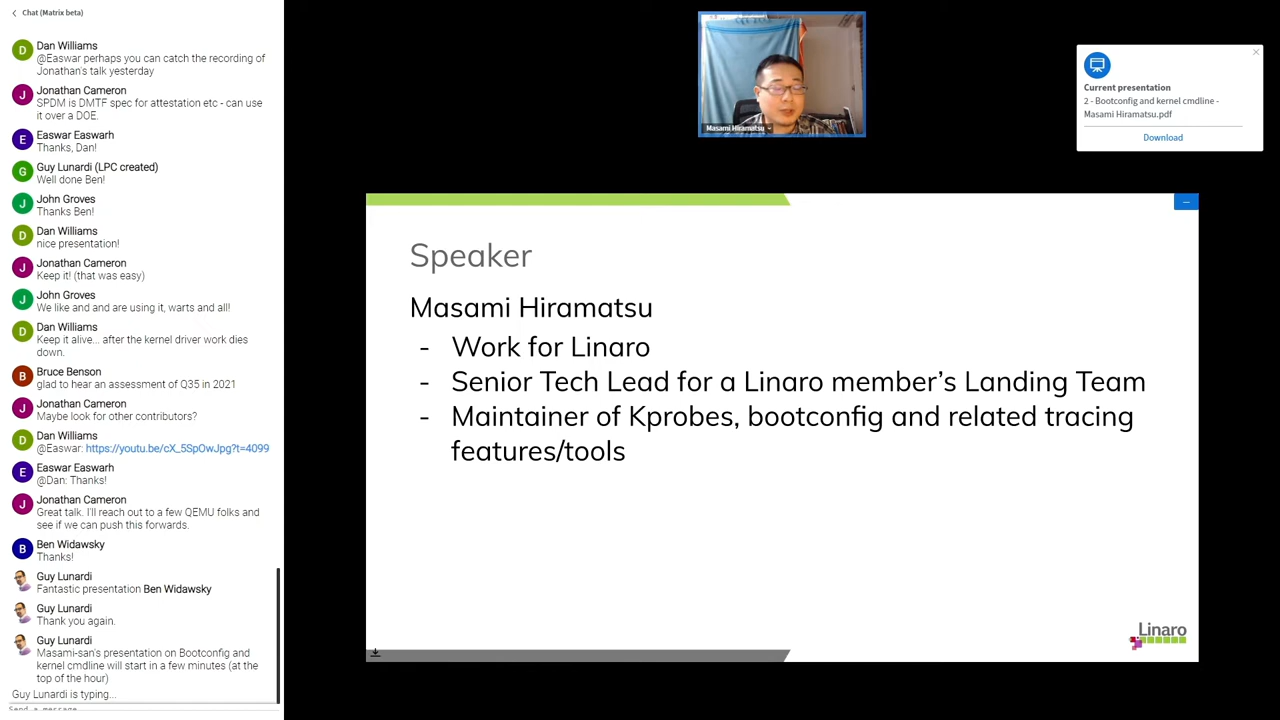 Chat (Matrix beta)
D
Dan Williams
@Easwar perhaps you can catch the recording of
Jonathan's talk yesterday
J
Jonathan Cameron
SPDM is DMTF spec for attestation etc - can use
it over a DOE.
E
Easwar Easwarh
Thanks, Dan!
G
Guy Lunardi (LPC created)
Well done Ben!
J
John Groves
Thanks Ben!
D
Dan Williams
nice presentation!
J
Jonathan Cameron
Keep it! (that was easy)
J
John Groves
We like and and are using it, warts and all!
D
Dan Williams
Keep it alive... after the kernel driver work dies
down.
B
Bruce Benson
glad to hear an assessment of Q35 in 2021
J
Jonathan Cameron
Maybe look for other contributors?
D
Dan Williams
@Easwar: https://youtu.be/cX_5SpOwJpg?t=4099
E
Easwar Easwarh
@Dan: Thanks!
J
Jonathan Cameron
Great talk. I'll reach out to a few QEMU folks and
see if we can push this forwards.
B
Ben Widawsky
Thanks!
Guy Lunardi
Fantastic presentation Ben Widawsky
Guy Lunardi
Thank you again.
Guy Lunardi
Masami-san's presentation on Bootconfig and
kernel cmdline will start in a few minutes (at the
top of the hour)
Guy Lunardi is typing...
Send a message
Masami Hiramatsu
Current presentation
2 - Bootconfig and kernel cmdline -
Masami Hiramatsu.pdf
Download
Speaker
Masami Hiramatsu
- Work for Linaro
- Senior Tech Lead for a Linaro member's Landing Team
- Maintainer of Kprobes, bootconfig and related tracing
features/tools
Linaro